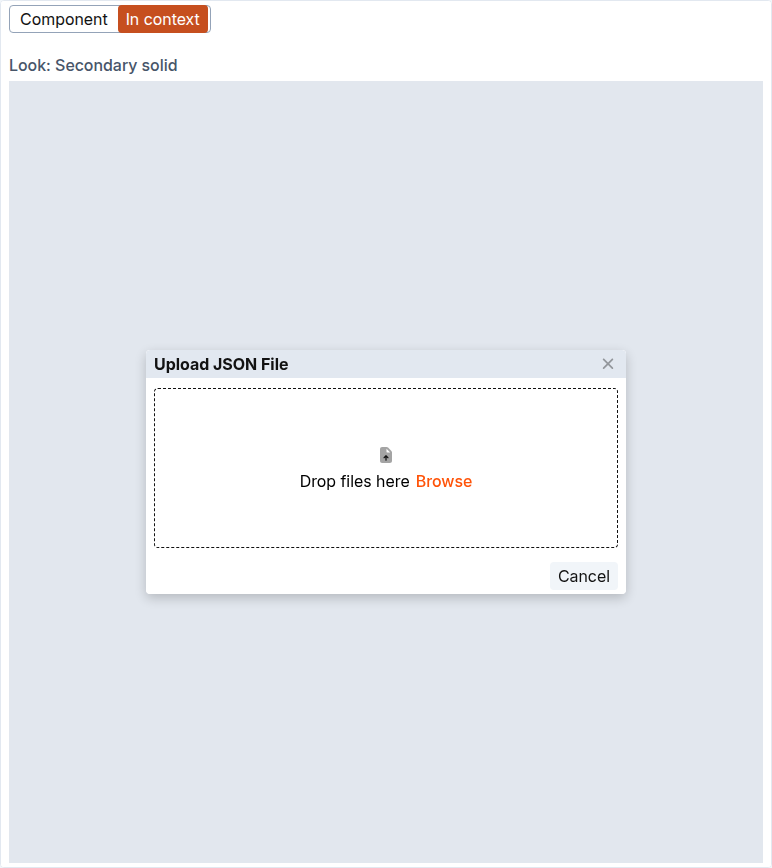 Component In context
Look: Secondary solid
Upload JSON File
Drop files here Browse
Cancel